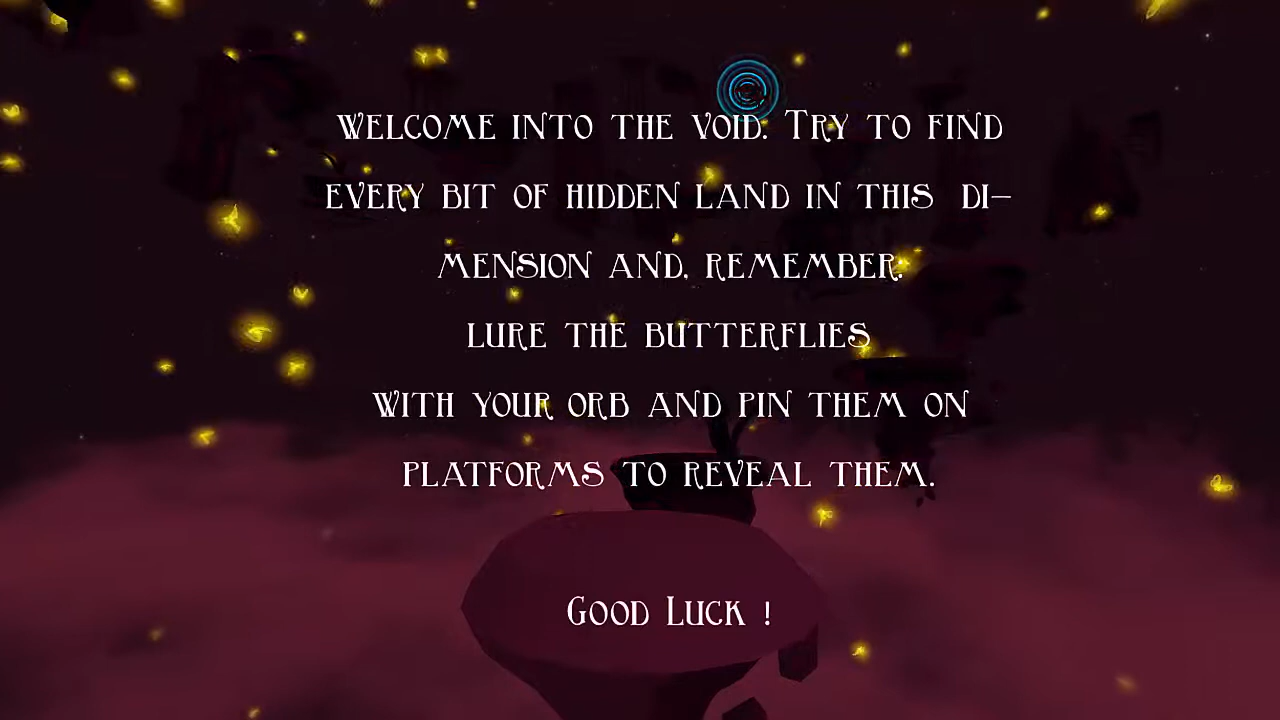 WELCOME INTO THE VOID. TRY TO FIND
EVERY BIT OF HIDDEN LAND IN THIS DI-
MENSION AND, REMEMBER:
LURE THE BUTTERFLIES
WITH YOUR ORB AND PIN THEM ON
PLATFORMS TO REVEAL THEM.
GOOD LUCK !